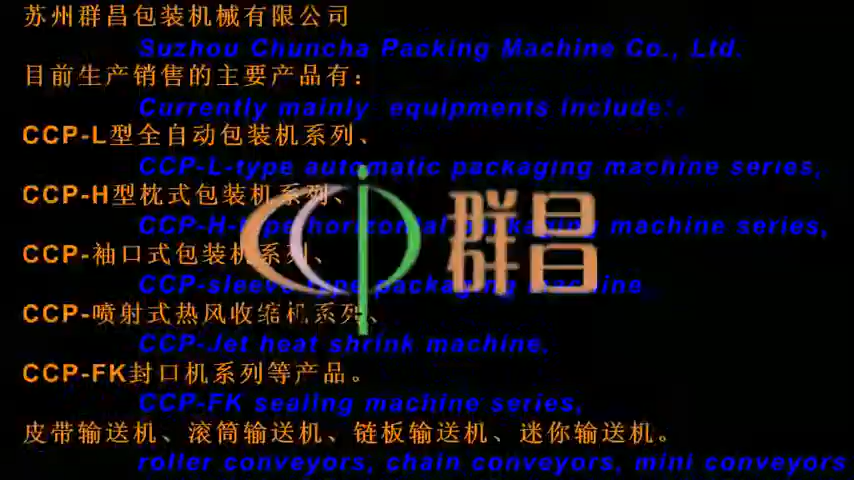 苏州群昌包装机械有限公司
Suzhou Chuncha Packing Machine Co., Ltd.
目前生产销售的主要产品有：
Currently mainly equipments include:
CCP-L型全自动包装机系列、
CCP-L-type automatic packaging machine series,
CCP-H型枕式包装机系列、
CCP-H-type horizontal packaging machine series,
CCP-袖口式包装机系列、
CCP-sleeve type packaging machine
CCP-喷射式热风收缩机系列、
CCP-Jet heat shrink machine,
CCP-FK封口机系列等产品。
CCP-FK sealing machine series,
皮带输送机、滚筒输送机、链板输送机、迷你输送机。
roller conveyors, chain conveyors, mini conveyors
CCP 群昌